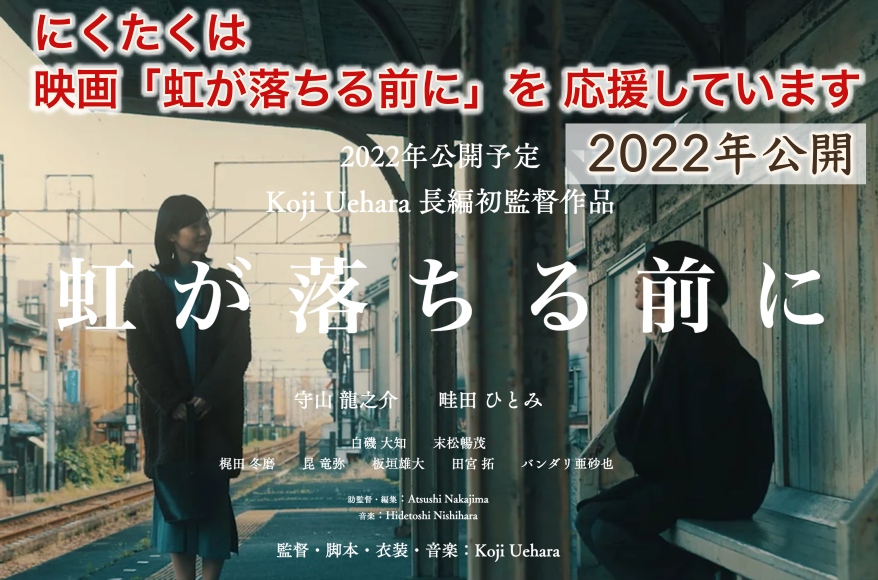 にくたくは
映画「虹が落ちる前に」を 応援しています
2022年公開
2022年公開予定
Koji Uehara 長編初監督作品
虹が落ちる前に
守山 龍之介 畦田 ひとみ
白磯 大知 末松暢茂
梶田 冬磨 昆 竜弥 板垣雄大 田宮 拓 バンダリ亜砂也
助監督・編集：Atsushi Nakajima
音楽：Hidetoshi Nishihara
監督・脚本・衣装・音楽：Koji Uehara